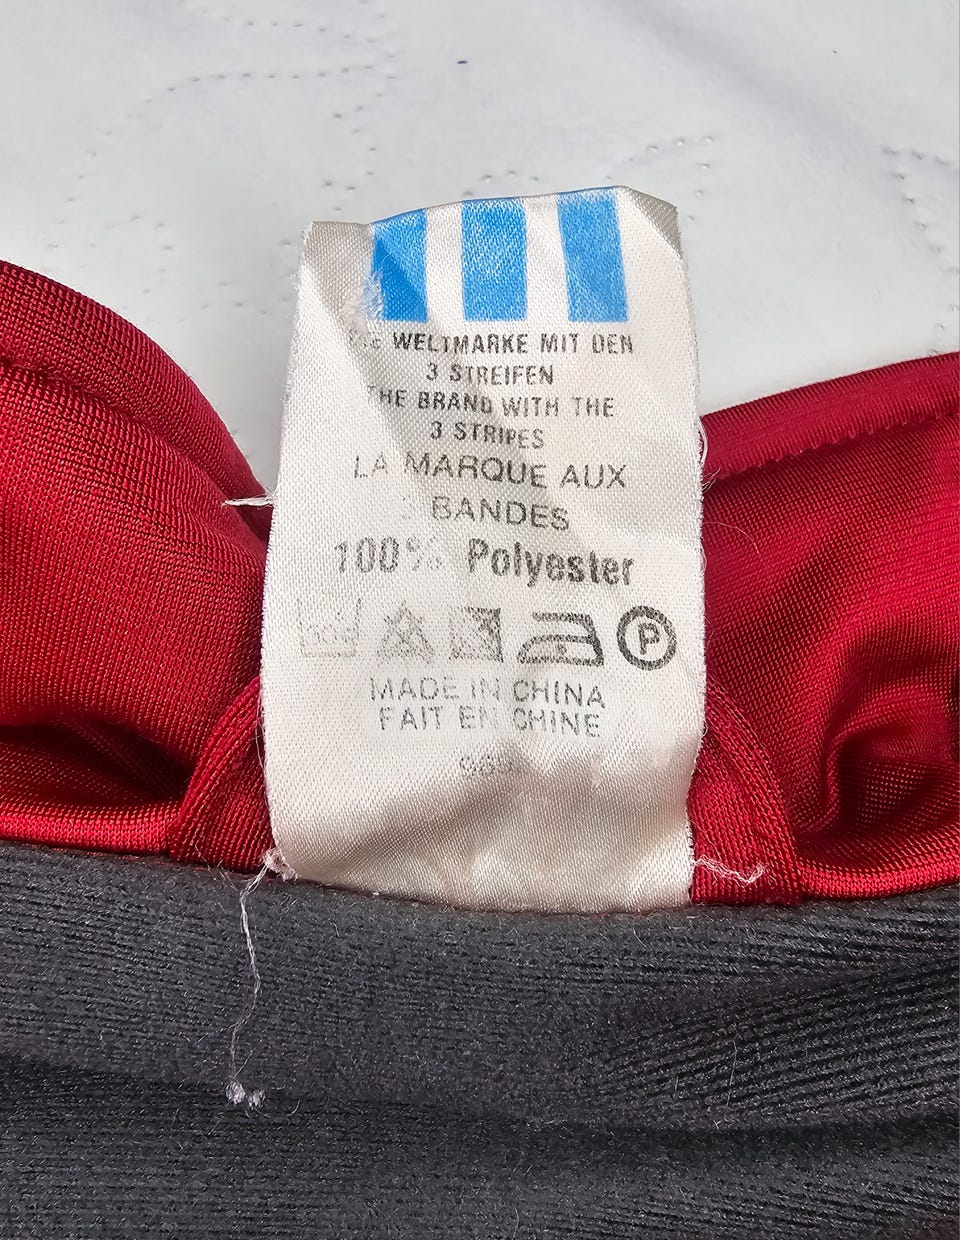 WELTMARKE MIT DEN
3 STREIFEN
THE BRAND WITH THE
3 STRIPES
LA MARQUE AUX
3 BANDES
100% Polyester
P
MADE IN CHINA
FAIT EN CHINE